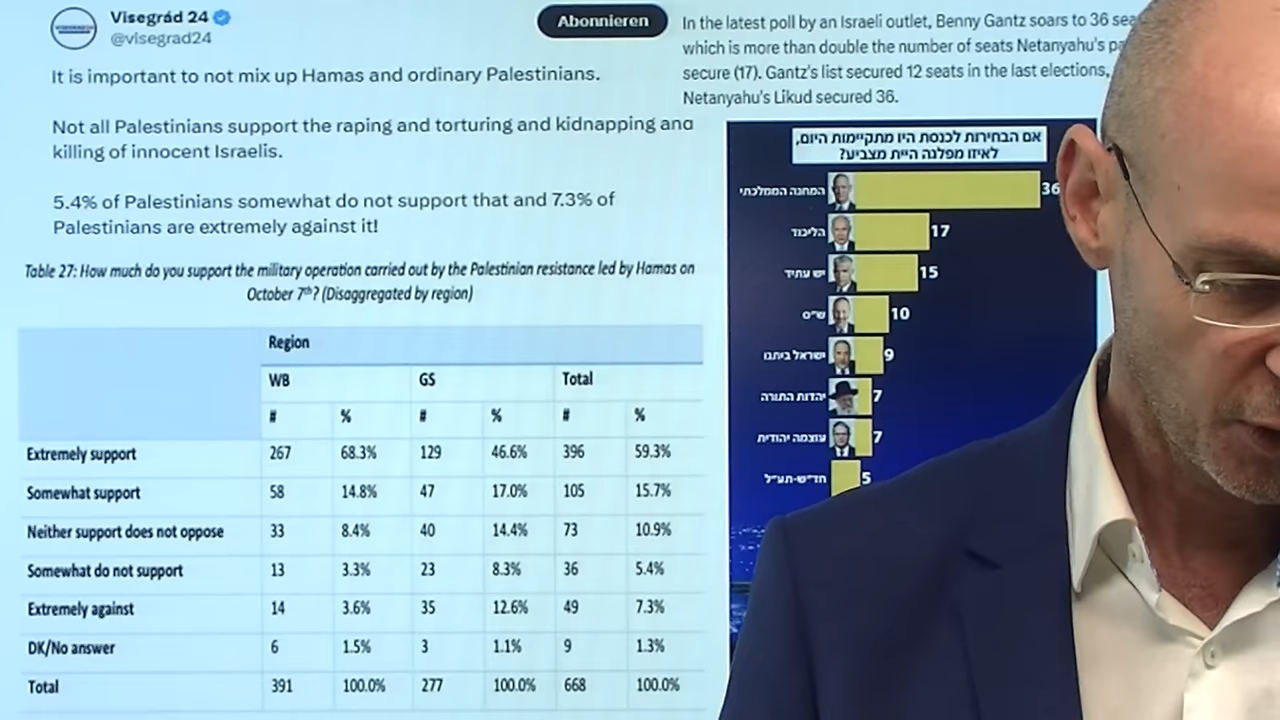 Visegrád 24
@visegrad24
Abonnieren
It is important to not mix up Hamas and ordinary Palestinians.
Not all Palestinians support the raping and torturing and kidnapping and
killing of innocent Israelis.
5.4% of Palestinians somewhat do not support that and 7.3% of
Palestinians are extremely against it!
Table 27: How much do you support the military operation carried out by the Palestinian resistance led by Hamas on
October 7th? (Disaggregated by region)
Region
WB GS Total
# % # % # %
Extremely support 267 68.3% 129 46.6% 396 59.3%
Somewhat support 58 14.8% 47 17.0% 105 15.7%
Neither support does not oppose 33 8.4% 40 14.4% 73 10.9%
Somewhat do not support 13 3.3% 23 8.3% 36 5.4%
Extremely against 14 3.6% 35 12.6% 49 7.3%
DK/No answer 6 1.5% 3 1.1% 9 1.3%
Total 391 100.0% 277 100.0% 668 100.0%
In the latest poll by an Israeli outlet, Benny Gantz soars to 36
which is more than double the number of seats Netanyahu's
secure (17). Gantz's list secured 12 seats in the last elections,
Netanyahu's Likud secured 36.
אם הבחירות לכנסת היו מתקיימות היום,
לאיזו מפלגה היית מצביע?
המחנה הממלכתי 36
הליכוד 17
יש עתיד 15
ש"ס 10
ישראל ביתנו 9
יהדות התורה 7
עוצמה יהודית 7
חד"ש-תע"ל 5